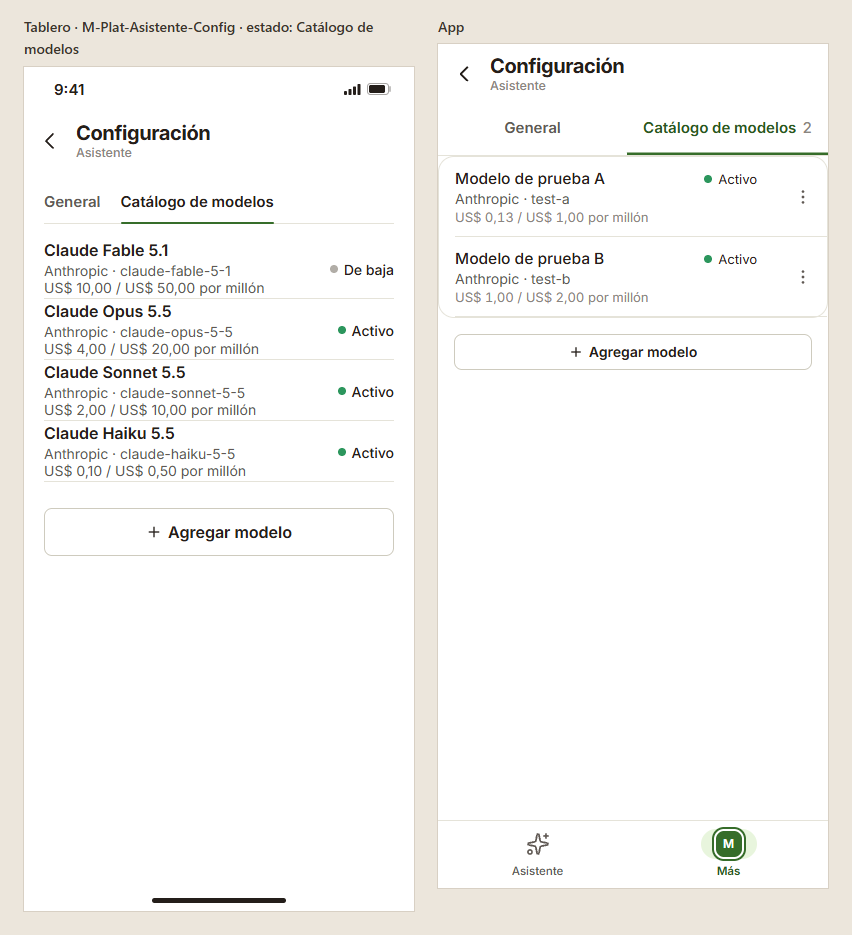 Tablero · M-Plat-Asistente-Config · estado: Catálogo de
modelos
9:41
Configuración
Asistente
General
Catálogo de modelos
Claude Fable 5.1
Anthropic · claude-fable-5-1
De baja
US$ 10,00 / US$ 50,00 por millón
Claude Opus 5.5
Anthropic · claude-opus-5-5
Activo
US$ 4,00 / US$ 20,00 por millón
Claude Sonnet 5.5
Anthropic · claude-sonnet-5-5
Activo
US$ 2,00 / US$ 10,00 por millón
Claude Haiku 5.5
Anthropic · claude-haiku-5-5
Activo
US$ 0,10 / US$ 0,50 por millón
+ Agregar modelo
App
Configuración
Asistente
General
Catálogo de modelos 2
Modelo de prueba A
Activo
Anthropic · test-a
US$ 0,13 / US$ 1,00 por millón
Modelo de prueba B
Activo
Anthropic · test-b
US$ 1,00 / US$ 2,00 por millón
+ Agregar modelo
M
Asistente
Más